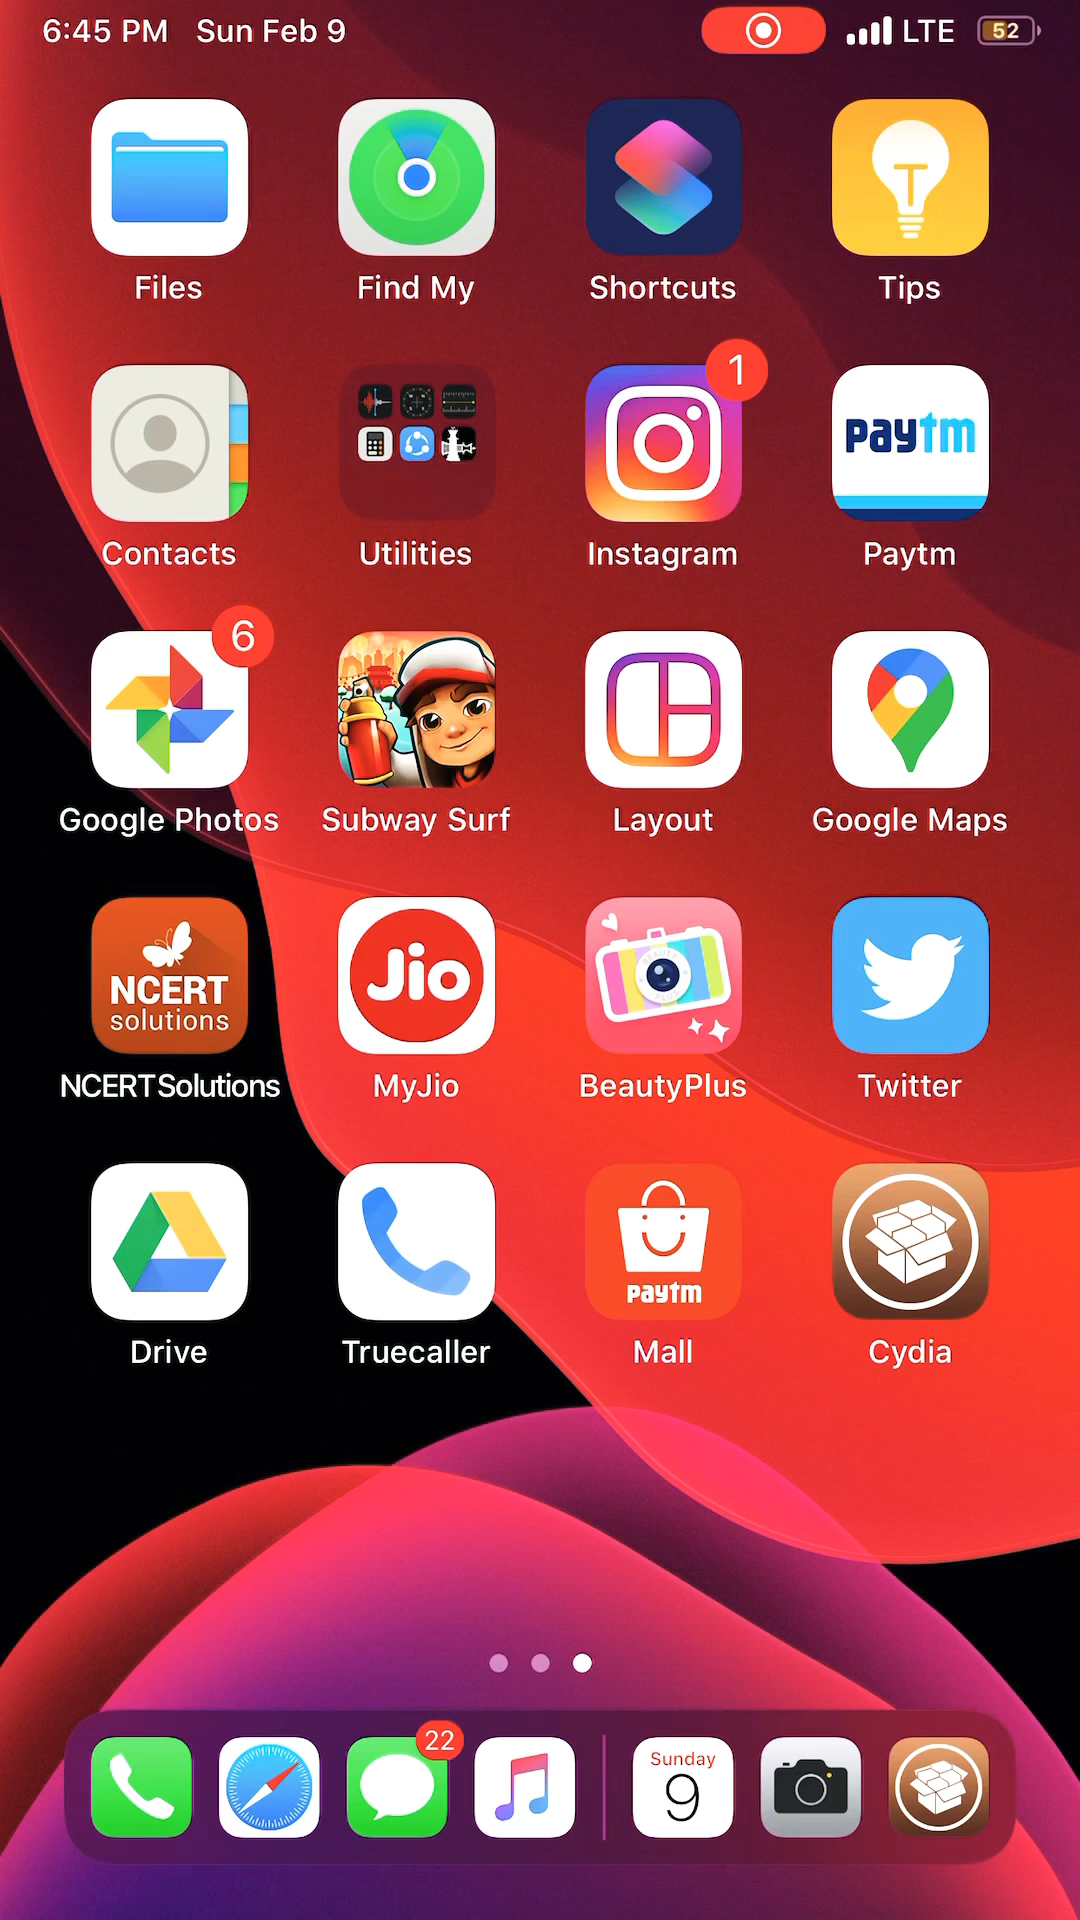 6:45 PM Sun Feb 9 LTE 52
Files Find My Shortcuts Tips
1
paytm
Contacts Utilities Instagram Paytm
6
Google Photos Subway Surf Layout Google Maps
NCERT
solutions
Jio
BEAUTY
PLUS
NCERTSolutions MyJio BeautyPlus Twitter
paytm
Drive Truecaller Mall Cydia
22
Sunday
9